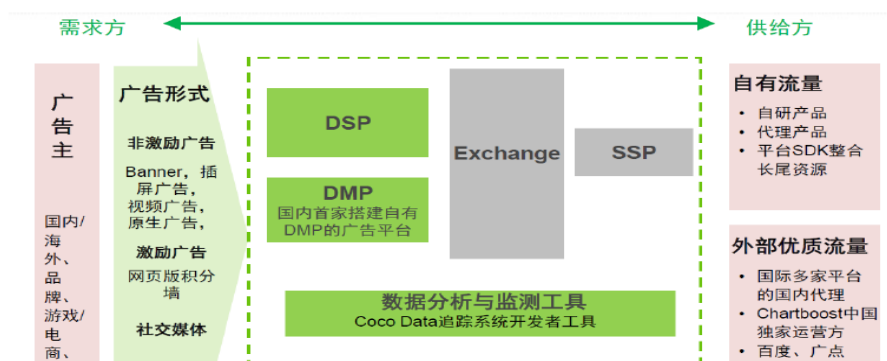 需求方
供给方
广
告
主
国内/
海
外、
品
牌、
游戏/
电
商、
广告形式
非激励广告
Banner，插
屏广告，
视频广告，
原生广告，
激励广告
网页版积分
墙
社交媒体
DSP
DMP
国内首家搭建自有
DMP的广告平台
Exchange
SSP
数据分析与监测工具
Coco Data追踪系统开发者工具
自有流量
• 自研产品
• 代理产品
• 平台SDK整合
长尾资源
外部优质流量
• 国际多家平台
的国内代理
• Chartboost中国
独家运营方
• 百度、广点